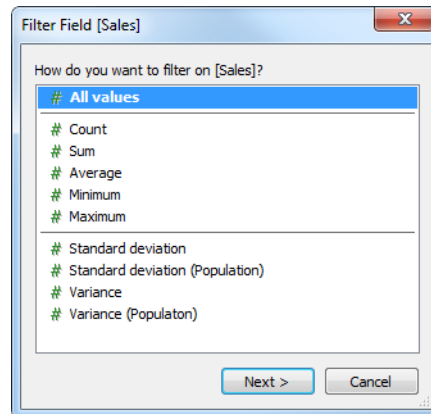 Filter Field [Sales]
How do you want to filter on [Sales]?
# All values
# Count
# Sum
# Average
# Minimum
# Maximum
# Standard deviation
# Standard deviation (Population)
# Variance
# Variance (Populaton)
Next > Cancel